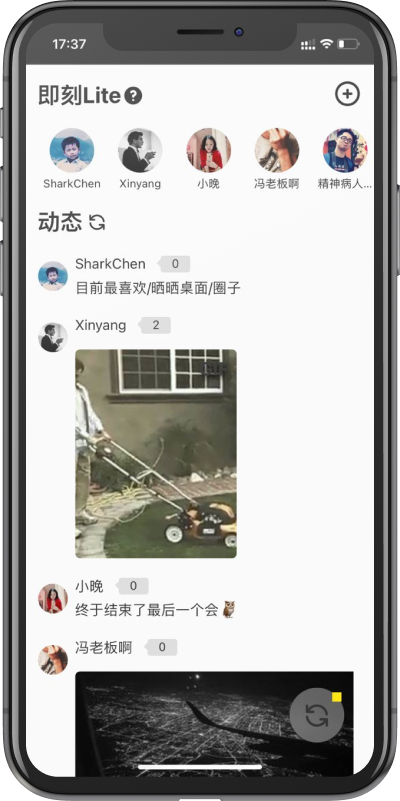 17:37
即刻Lite?
SharkChen
Xinyang
小晚
冯老板啊
精神病人...
动态
SharkChen 0
目前最喜欢/晒晒桌面/圈子
Xinyang 2
小晚 0
终于结束了最后一个会🦉
冯老板啊 0